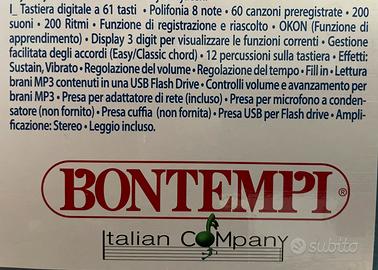 I_ Tastiera digitale a 61 tasti • Polifonia 8 note • 60 canzoni preregistrate • 200
suoni • 200 Ritmi • Funzione di registrazione e riascolto • OKON (Funzione di
apprendimento) • Display 3 digit per visualizzare le funzioni correnti • Gestione
facilitata degli accordi (Easy/Classic chord) • 12 percussioni sulla tastiera • Effetti:
Sustain, Vibrato • Regolazione del volume • Regolazione del tempo • Fill in • Lettura
brani MP3 contenuti in una USB Flash Drive • Controlli volume e avanzamento per
brani MP3 • Presa per adattatore di rete (incluso) • Presa per microfono a conden-
satore (non fornito) • Presa cuffia (non fornita) • Presa USB per Flash drive • Ampli-
ficazione: Stereo • Leggio incluso.
BONTEMPI®
Italian Company
subito